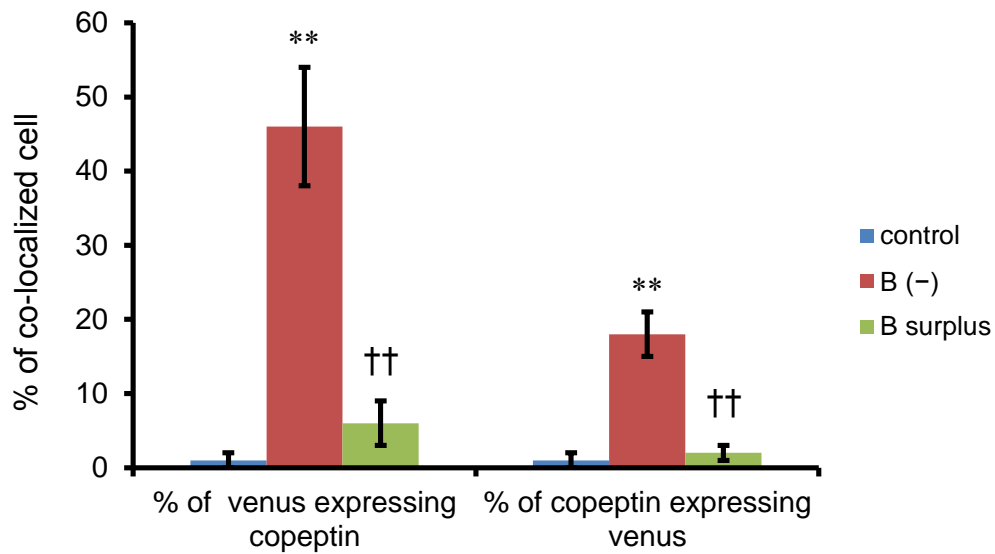 60
50
40
30
20
10
0
% of co-localized cell
**
††
**
††
% of venus expressing
copeptin
% of copeptin expressing
venus
control
B (−)
B surplus